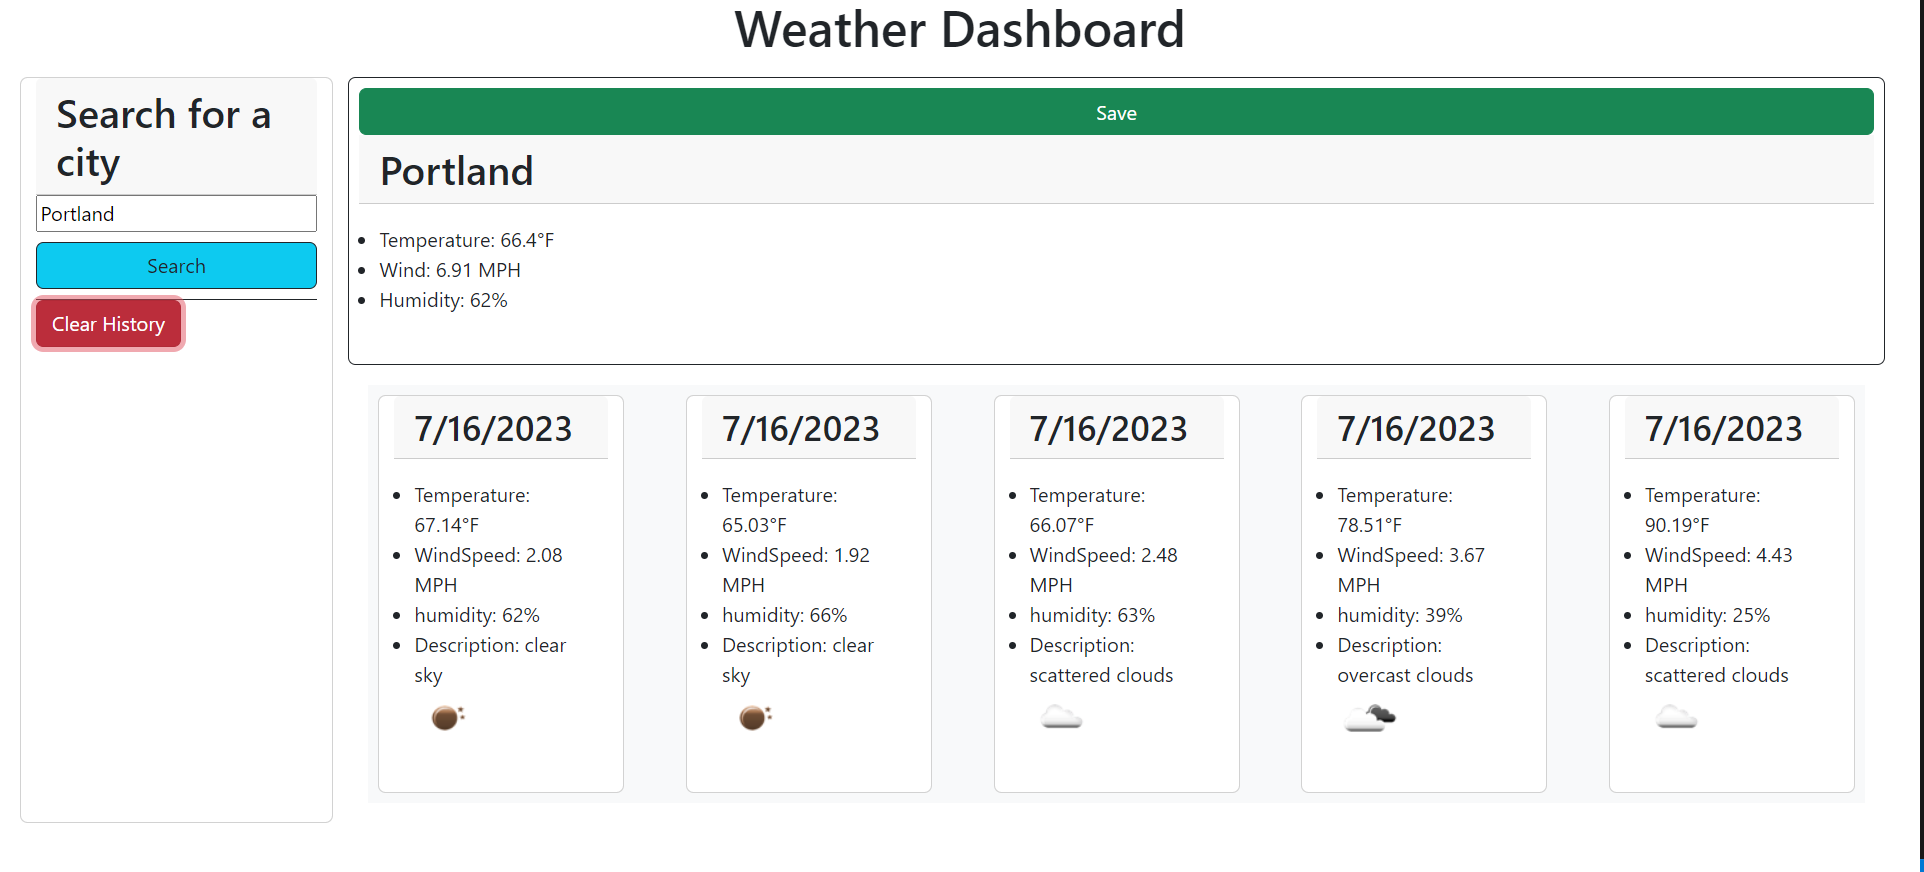 Weather Dashboard
Search for a
city
Portland
Search
Clear History
Save
Portland
Temperature: 66.4°F
Wind: 6.91 MPH
Humidity: 62%
7/16/2023
Temperature:
67.14°F
WindSpeed: 2.08
MPH
humidity: 62%
Description: clear
sky
7/16/2023
Temperature:
65.03°F
WindSpeed: 1.92
MPH
humidity: 66%
Description: clear
sky
7/16/2023
Temperature:
66.07°F
WindSpeed: 2.48
MPH
humidity: 63%
Description:
scattered clouds
7/16/2023
Temperature:
78.51°F
WindSpeed: 3.67
MPH
humidity: 39%
Description:
overcast clouds
7/16/2023
Temperature:
90.19°F
WindSpeed: 4.43
MPH
humidity: 25%
Description:
scattered clouds